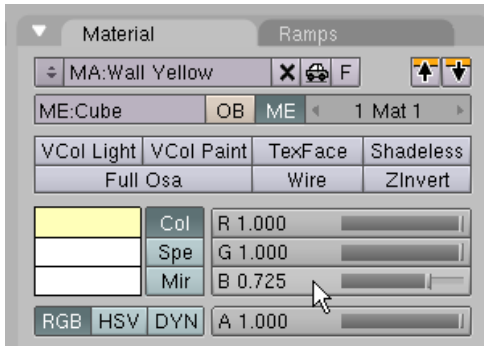 Material Ramps
MA:Wall Yellow F
ME:Cube OB ME 1 Mat 1
VCol Light VCol Paint TexFace Shadeless
Full Osa Wire ZInvert
Col R 1.000
Spe G 1.000
Mir B 0.725
RGB HSV DYN A 1.000